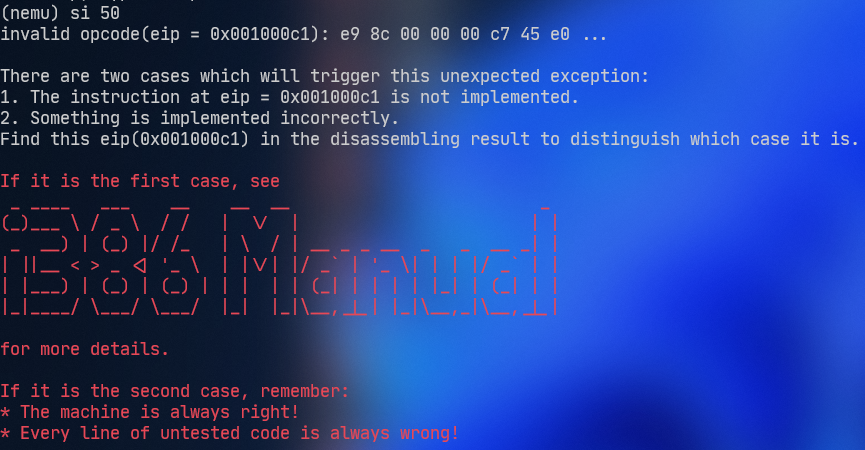 (nemu) si 50
invalid opcode(eip = 0x001000c1): e9 8c 00 00 00 c7 45 e0 ...
There are two cases which will trigger this unexpected exception:
1. The instruction at eip = 0x001000c1 is not implemented.
2. Something is implemented incorrectly.
Find this eip(0x001000c1) in the disassembling result to distinguish which case it is.
If it is the first case, see
i386 Manual
for more details.
If it is the second case, remember:
* The machine is always right!
* Every line of untested code is always wrong!